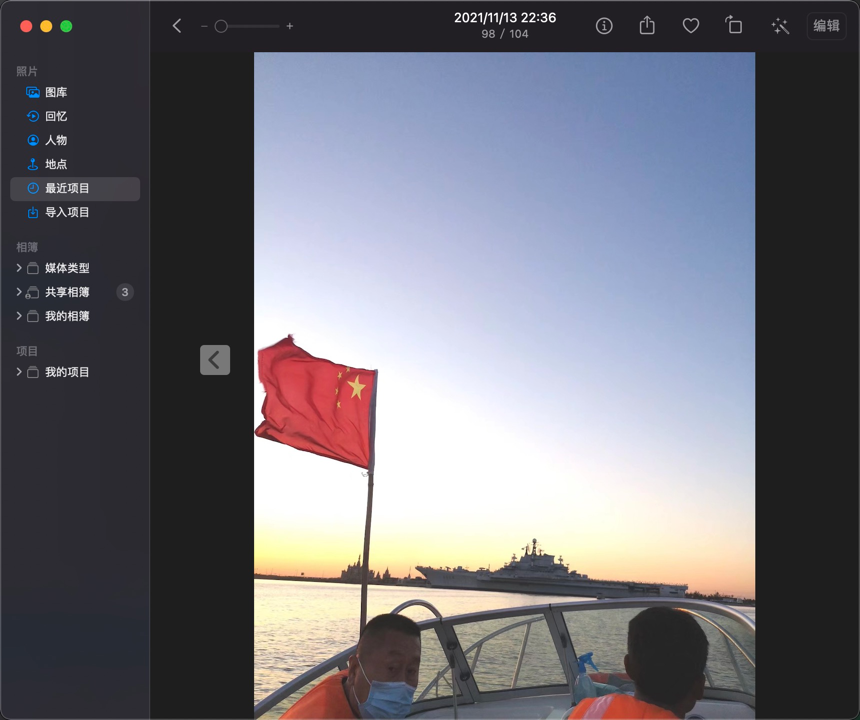 2021/11/13 22:36
98 / 104
编辑
照片
图库
回忆
人物
地点
最近项目
导入项目
相簿
媒体类型
共享相簿 3
我的相簿
项目
我的项目